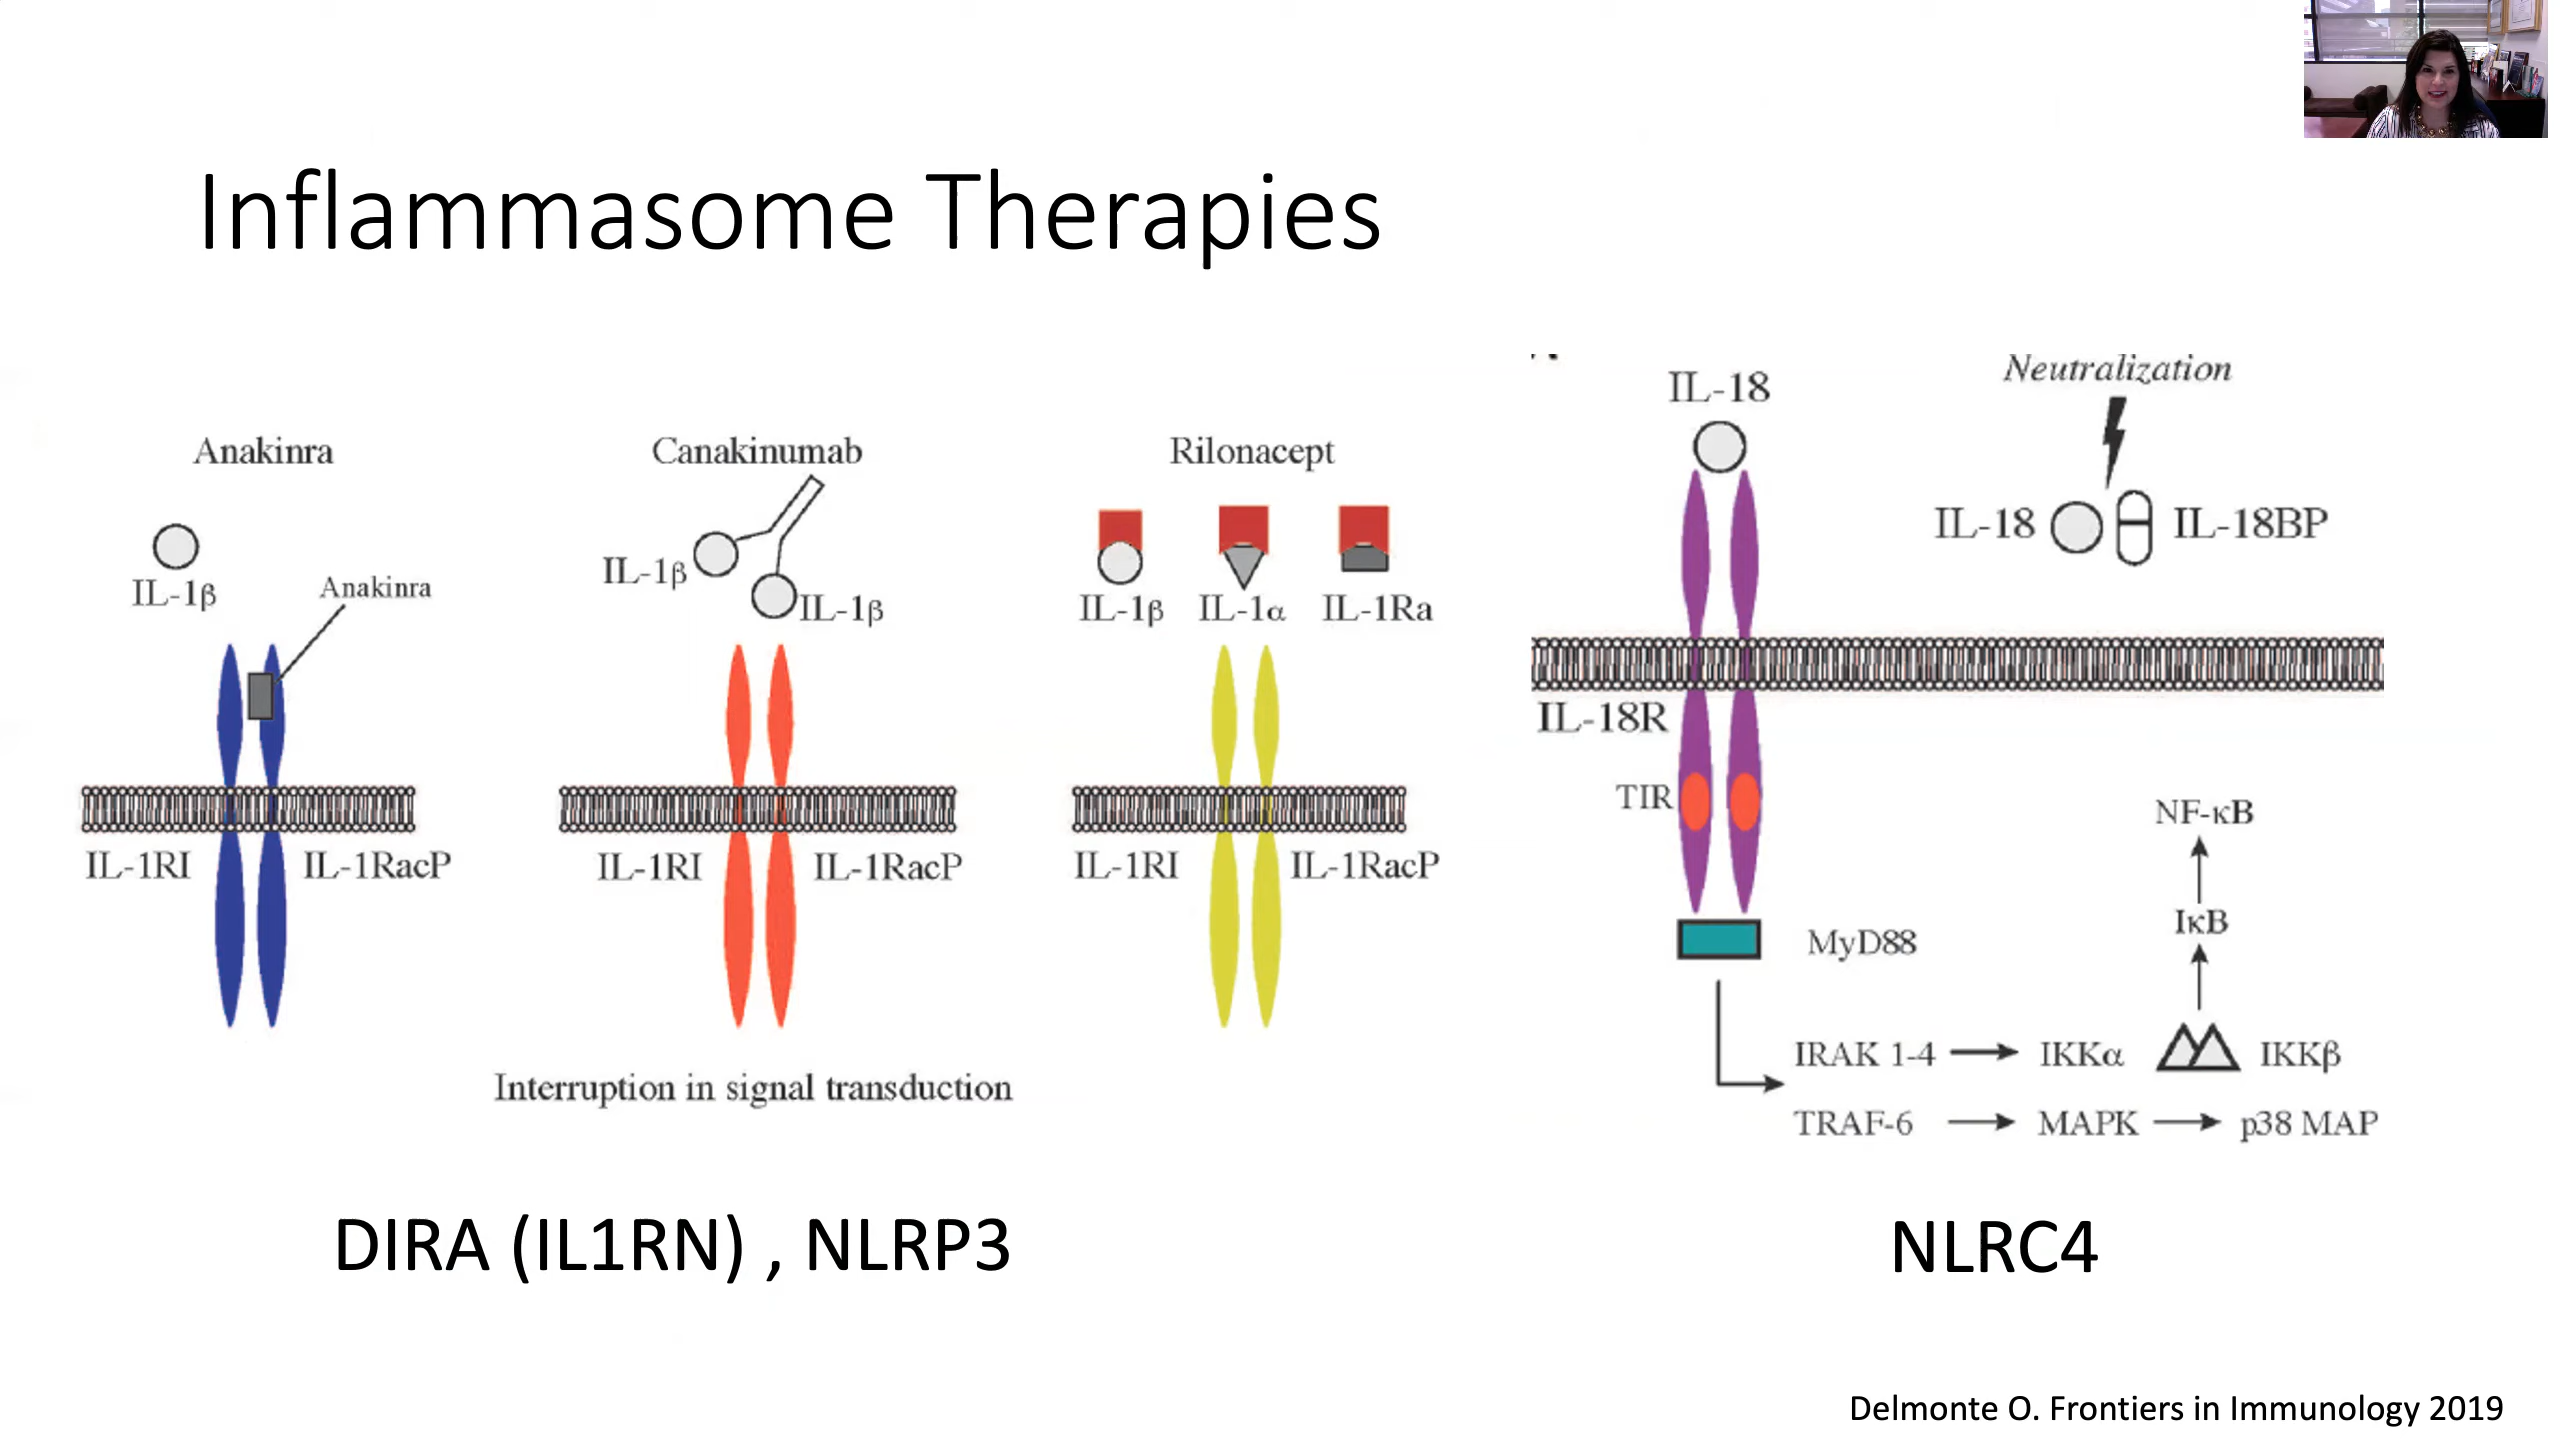 Inflammasome Therapies
Anakinra
IL-1β
Anakinra
IL-1RI
IL-1RacP
Canakinumab
IL-1β
IL-1β
IL-1RI
IL-1RacP
Rilonacept
IL-1β IL-1α IL-1Ra
IL-1RI
IL-1RacP
Interruption in signal transduction
DIRA (IL1RN) , NLRP3
IL-18
Neutralization
IL-18
IL-18BP
IL-18R
TIR
MyD88
NF-κB
IκB
IRAK 1-4 IKKα IKKβ
TRAF-6 MAPK p38 MAP
NLRC4
Delmonte O. Frontiers in Immunology 2019